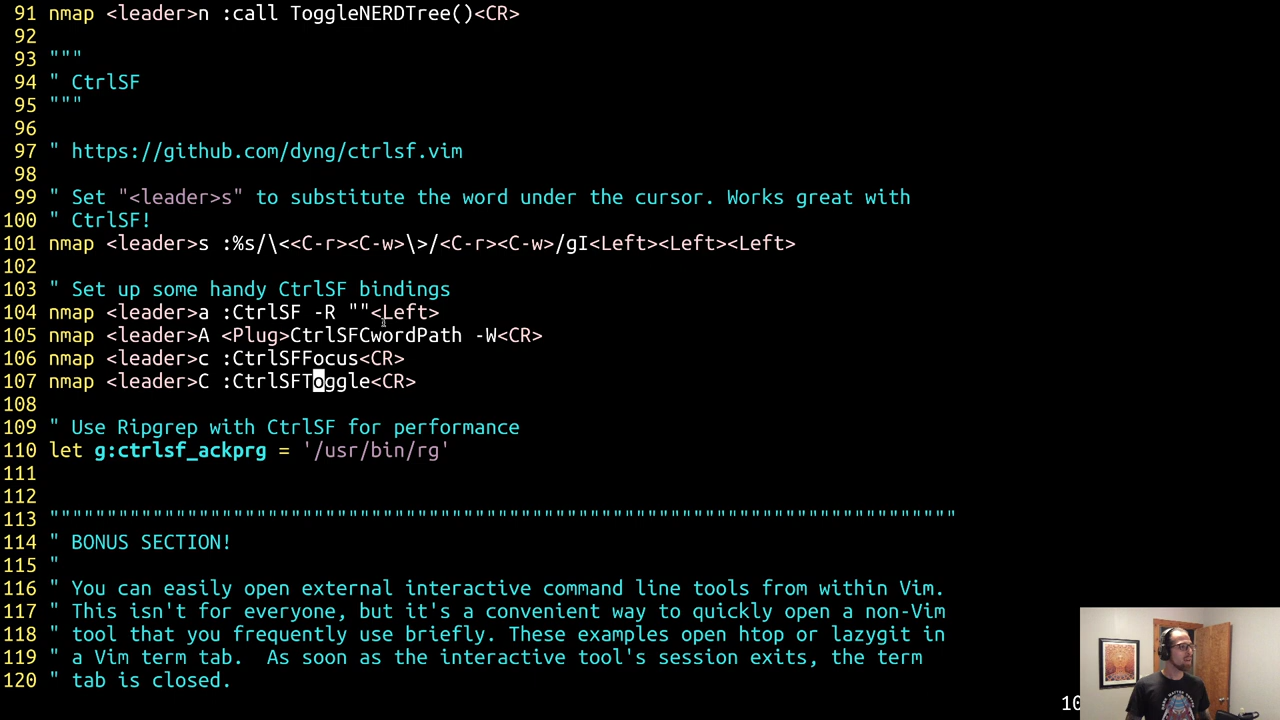 91 nmap <leader>n :call ToggleNERDTree()<CR>
92
93 """
94 " CtrlSF
95 """
96
97 " https://github.com/dyng/ctrlsf.vim
98
99 " Set "<leader>s" to substitute the word under the cursor. Works great with
100 " CtrlSF!
101 nmap <leader>s :%s/\<<C-r><C-w>\>/<C-r><C-w>/gI<Left><Left><Left>
102
103 " Set up some handy CtrlSF bindings
104 nmap <leader>a :CtrlSF -R ""<Left>
105 nmap <leader>A <Plug>CtrlSFCwordPath -W<CR>
106 nmap <leader>c :CtrlSFFocus<CR>
107 nmap <leader>C :CtrlSFToggle<CR>
108
109 " Use Ripgrep with CtrlSF for performance
110 let g:ctrlsf_ackprg = '/usr/bin/rg'
111
112
113 """""""""""""""""""""""""""""""""""""""""""""""""""""""""""""""""""""""""""""""
114 " BONUS SECTION!
115 "
116 " You can easily open external interactive command line tools from within Vim.
117 " This isn't for everyone, but it's a convenient way to quickly open a non-Vim
118 " tool that you frequently use briefly. These examples open htop or lazygit in
119 " a Vim term tab.  As soon as the interactive tool's session exits, the term
120 " tab is closed.